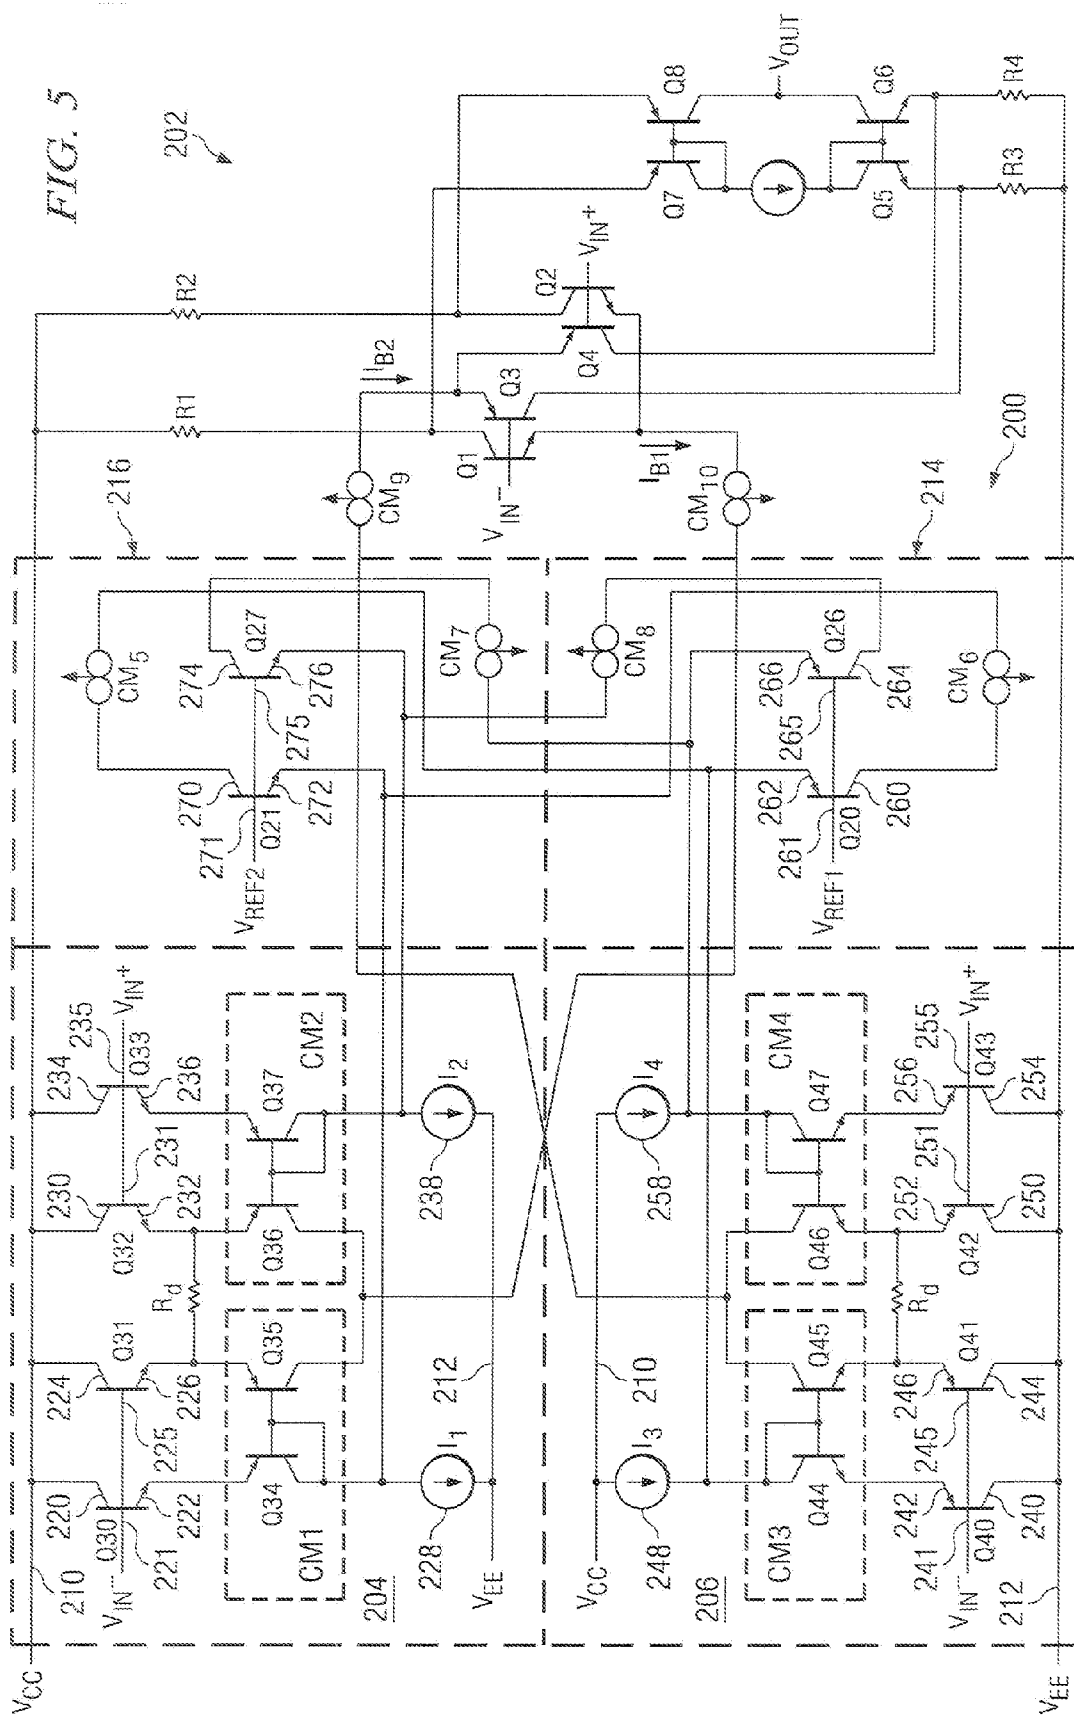 FIG. 5
202
200
216
214
VCC
VEE
210
212
204
206
VIN-
220
221
222
Q30
224
225
226
Q31
Rd
230
231
232
Q32
234
235
236
Q33
VIN+
Q34
Q35
CM1
Q36
Q37
CM2
228
I1
212
VEE
238
I2
VCC
248
I3
210
258
I4
CM3
Q44
Q45
Q46
Q47
CM4
VIN-
240
241
242
Q40
244
245
246
Q41
Rd
250
251
252
Q42
254
255
256
Q43
VIN+
VREF2
270
271
272
Q21
274
275
276
Q27
CM5
CM7
VREF1
260
261
262
Q20
264
265
266
Q26
CM8
CM6
CM9
CM10
IB2
IB1
VIN-
Q1
Q3
Q4
Q2
VIN+
R1
R2
Q7
Q8
VOUT
Q5
Q6
R3
R4